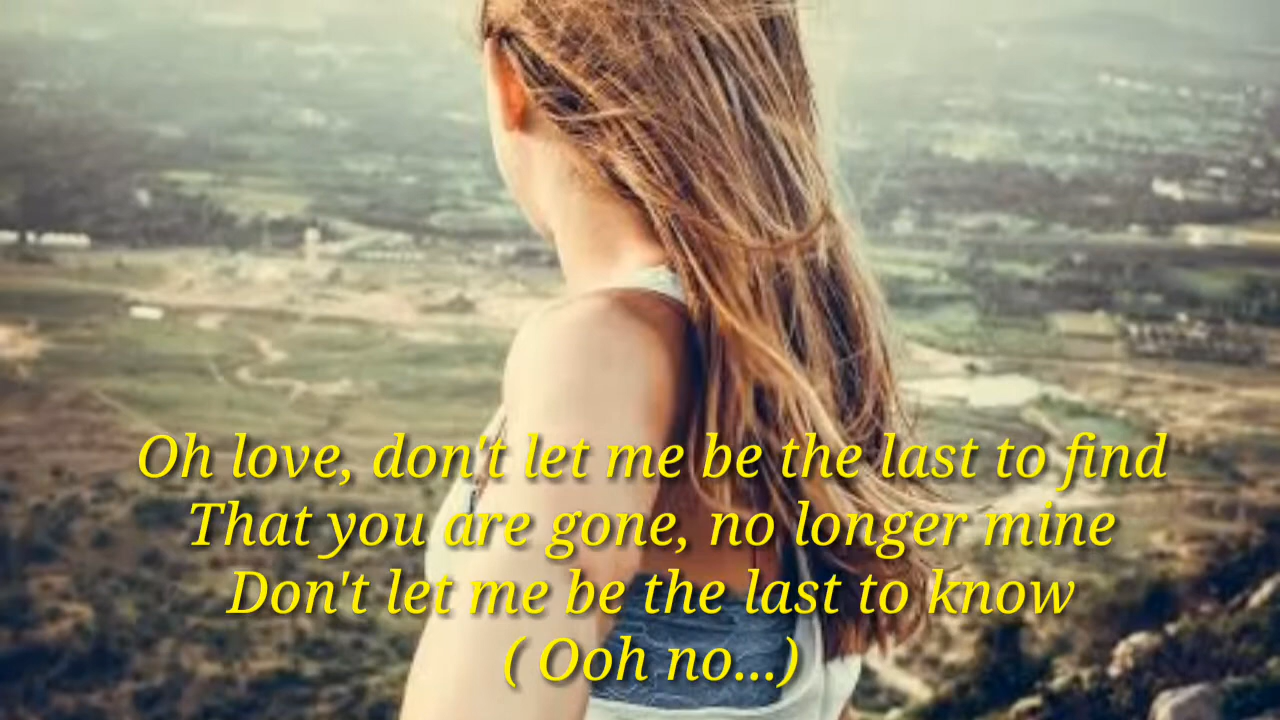 Oh love, don't let me be the last to find
That you are gone, no longer mine
Don't let me be the last to know
( Ooh no...)